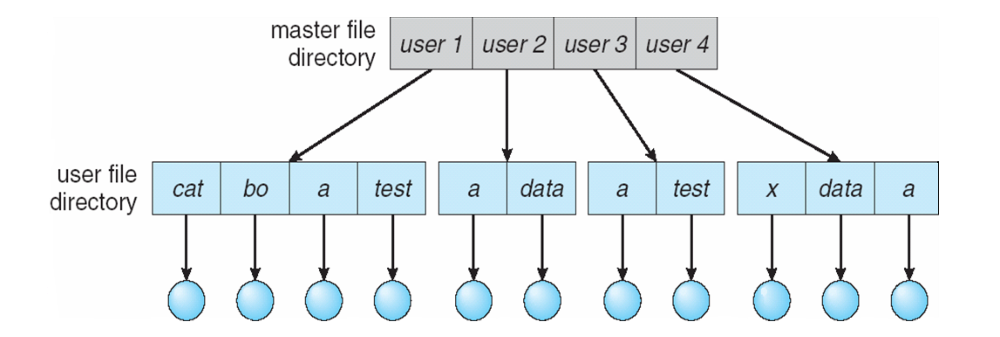 master file directory
user 1 user 2 user 3 user 4
user file directory
cat bo a test a data a test x data a